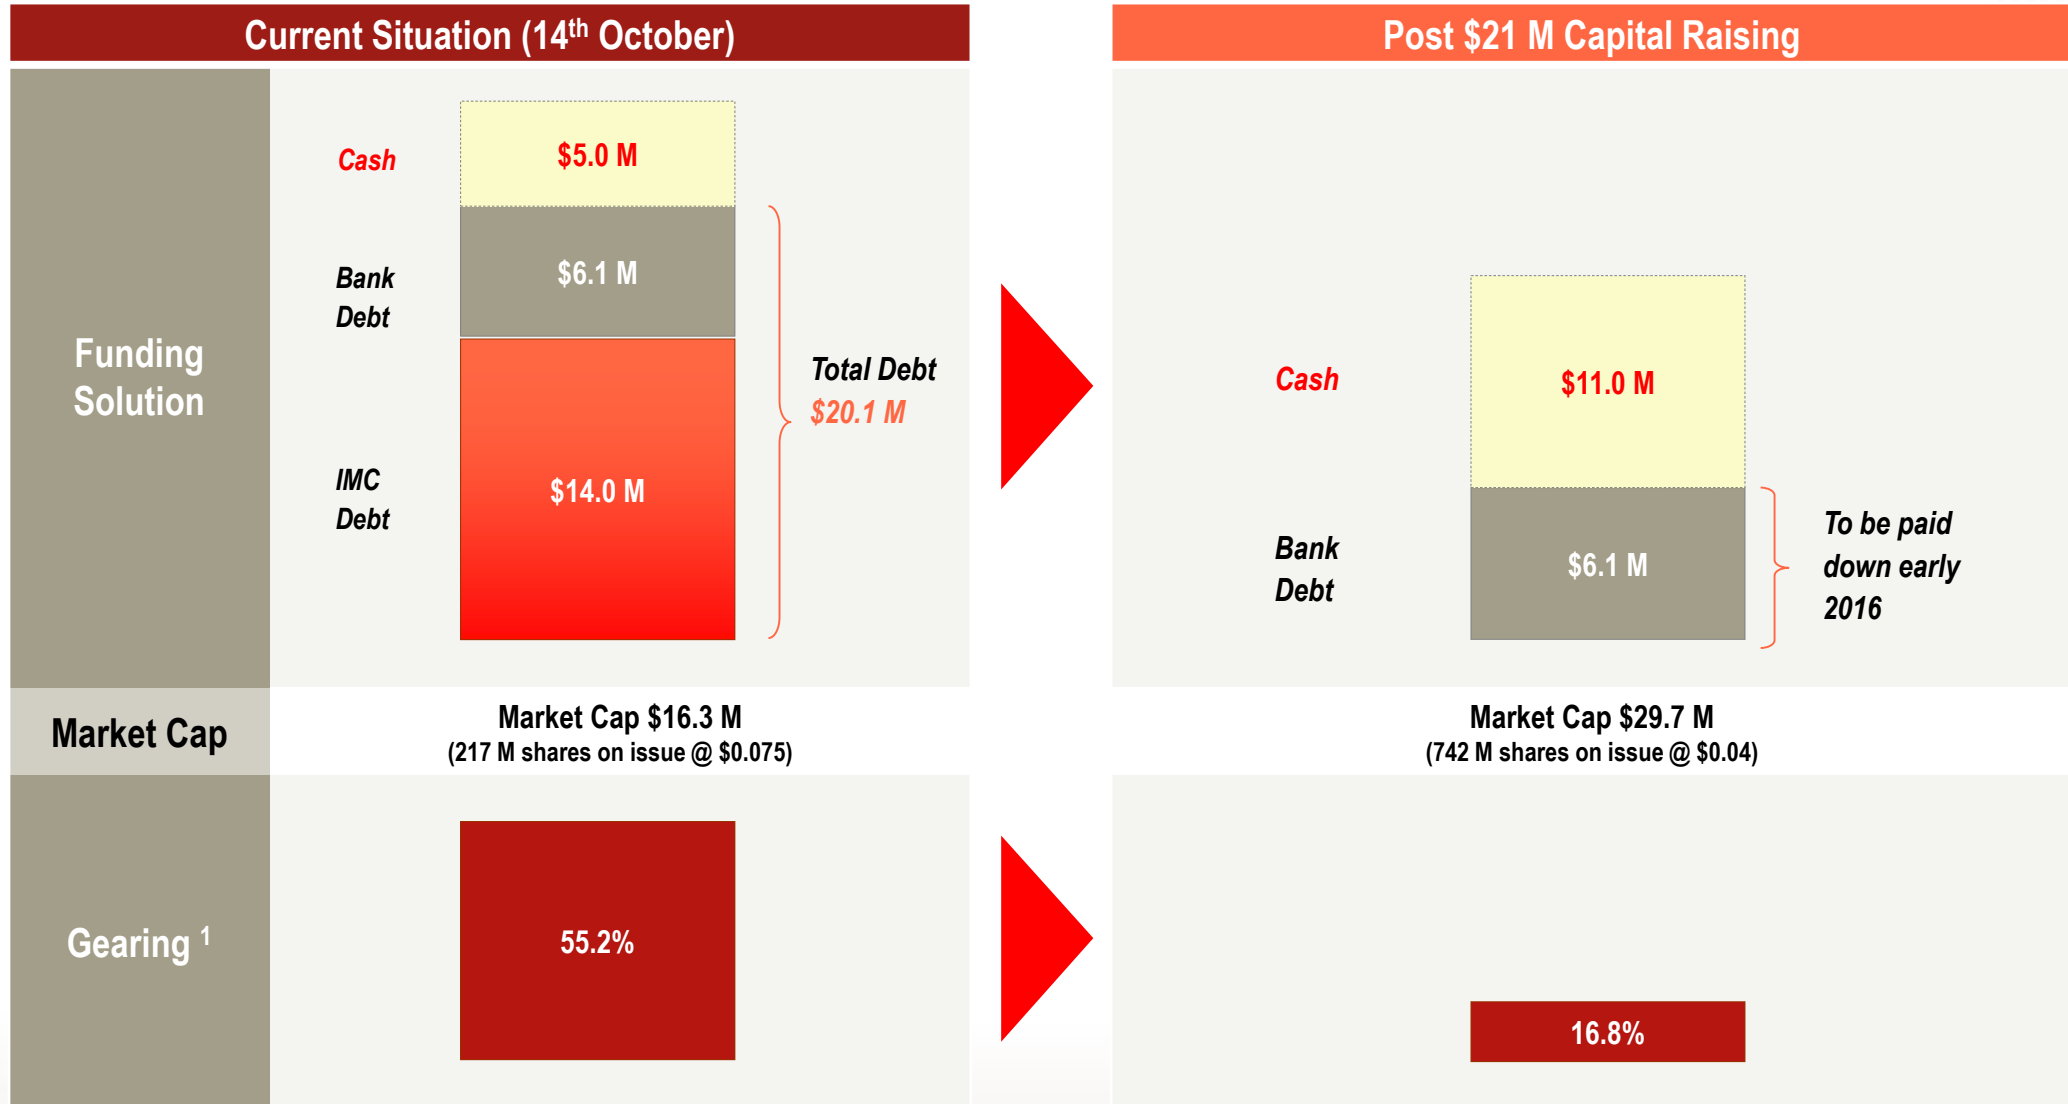 Current Situation (14th October)
Post $21 M Capital Raising
Funding
Solution
Cash
$5.0 M
Bank
Debt
$6.1 M
IMC
Debt
$14.0 M
Total Debt
$20.1 M
Cash
$11.0 M
Bank
Debt
$6.1 M
To be paid
down early
2016
Market Cap
Market Cap $16.3 M
(217 M shares on issue @ $0.075)
Market Cap $29.7 M
(742 M shares on issue @ $0.04)
Gearing 1
55.2%
16.8%